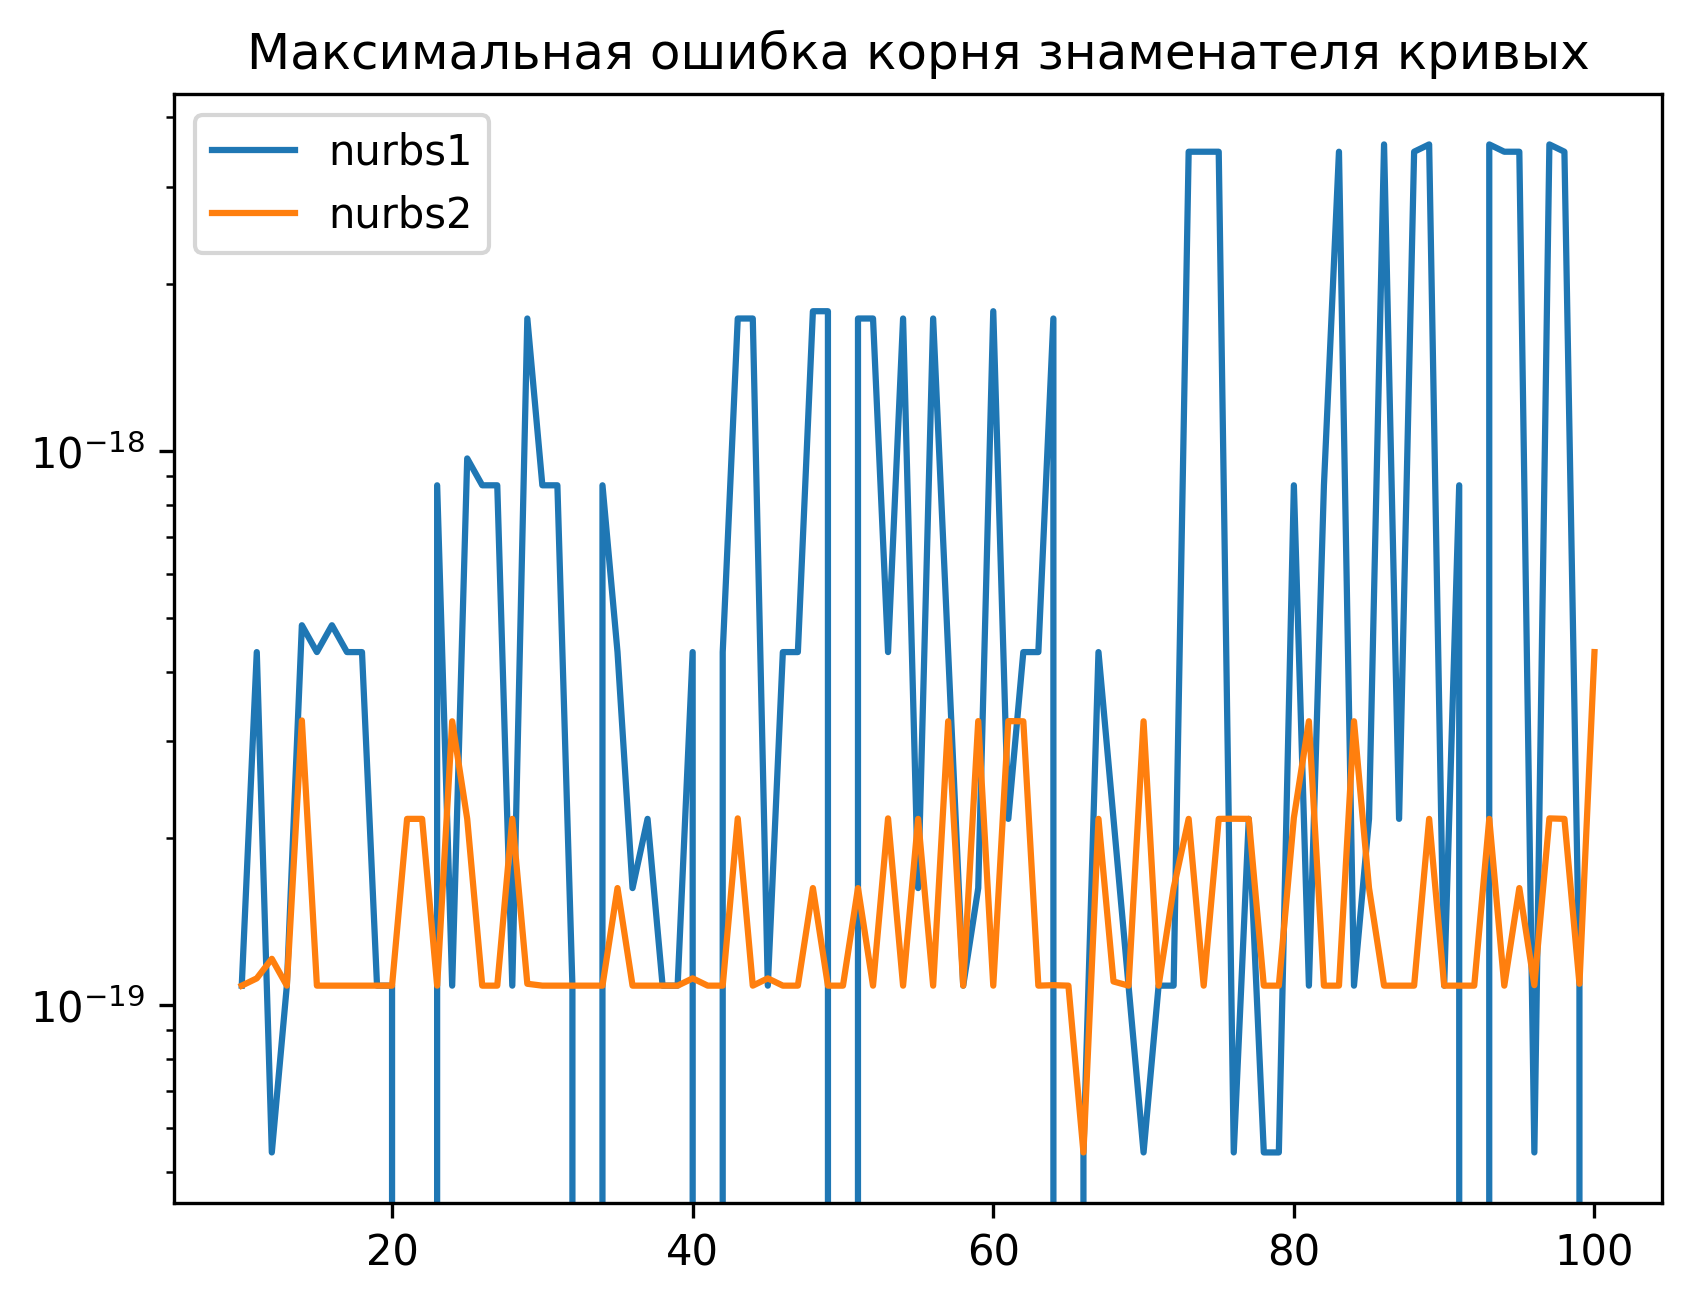 Максимальная ошибка корня знаменателя кривых
nurbs1
nurbs2
10⁻¹⁸
10⁻¹⁹
20 40 60 80 100